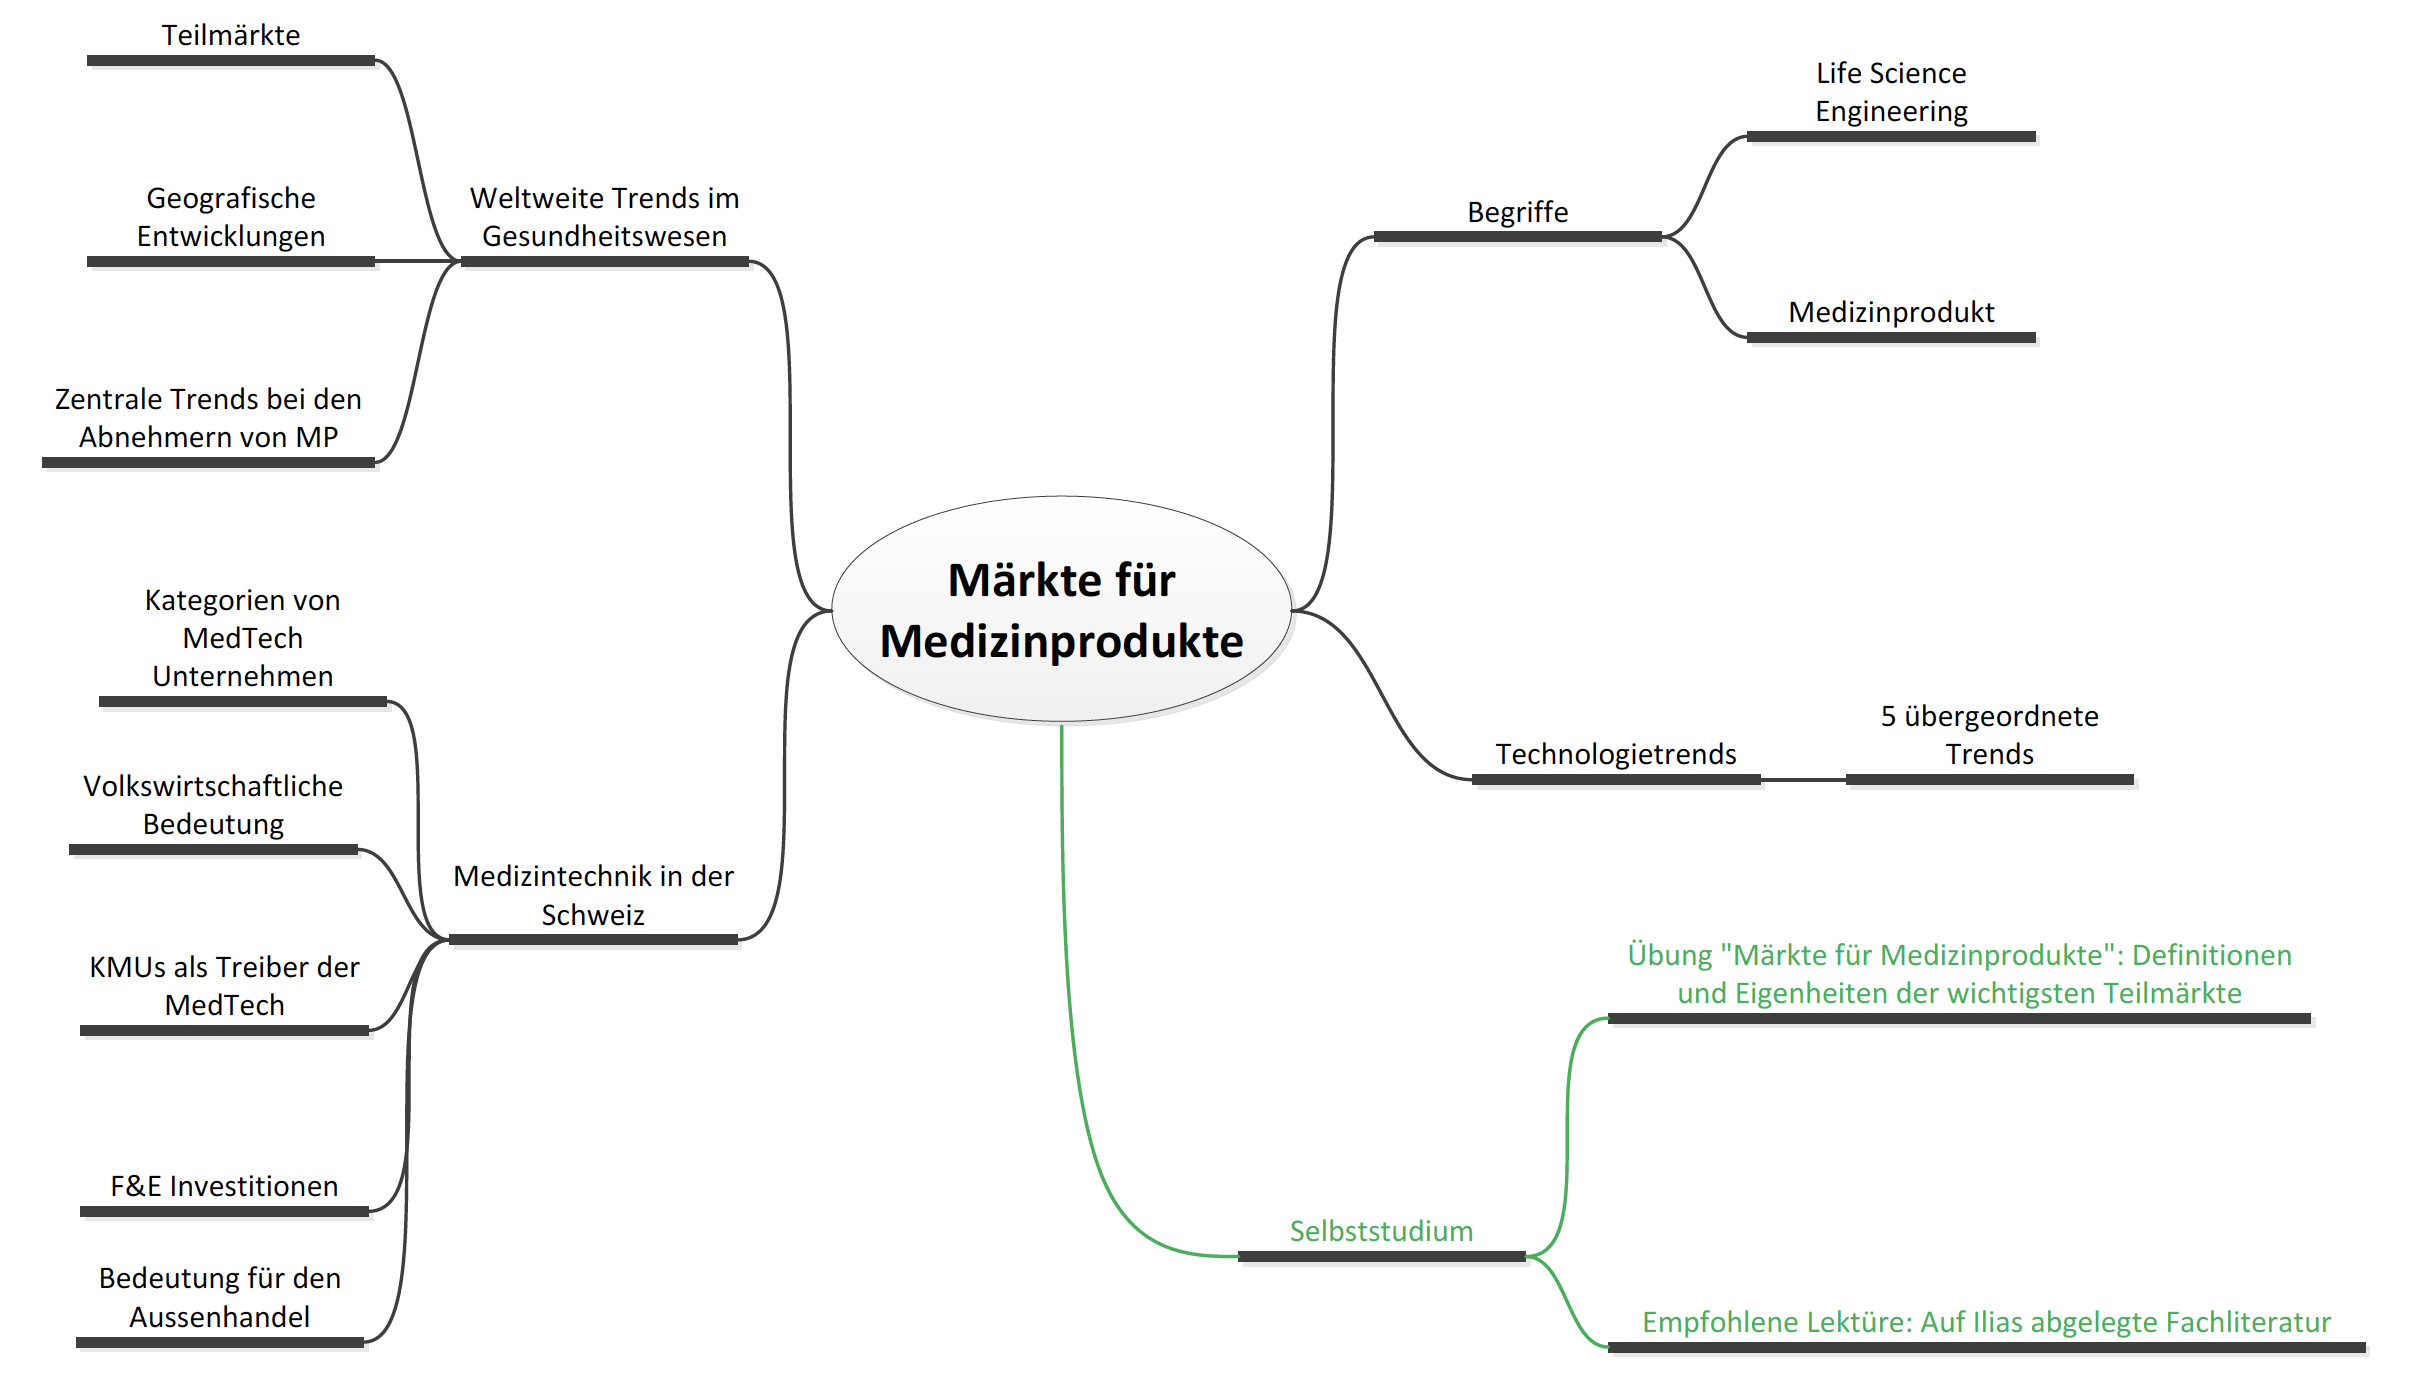 Teilmärkte
Geografische
Entwicklungen
Zentrale Trends bei den
Abnehmern von MP
Weltweite Trends im
Gesundheitswesen
Kategorien von
MedTech
Unternehmen
Volkswirtschaftliche
Bedeutung
KMUs als Treiber der
MedTech
F&E Investitionen
Bedeutung für den
Aussenhandel
Medizintechnik in der
Schweiz
Märkte für
Medizinprodukte
Begriffe
Life Science
Engineering
Medizinprodukt
Technologietrends
5 übergeordnete
Trends
Selbststudium
Übung "Märkte für Medizinprodukte": Definitionen
und Eigenheiten der wichtigsten Teilmärkte
Empfohlene Lektüre: Auf Ilias abgelegte Fachliteratur